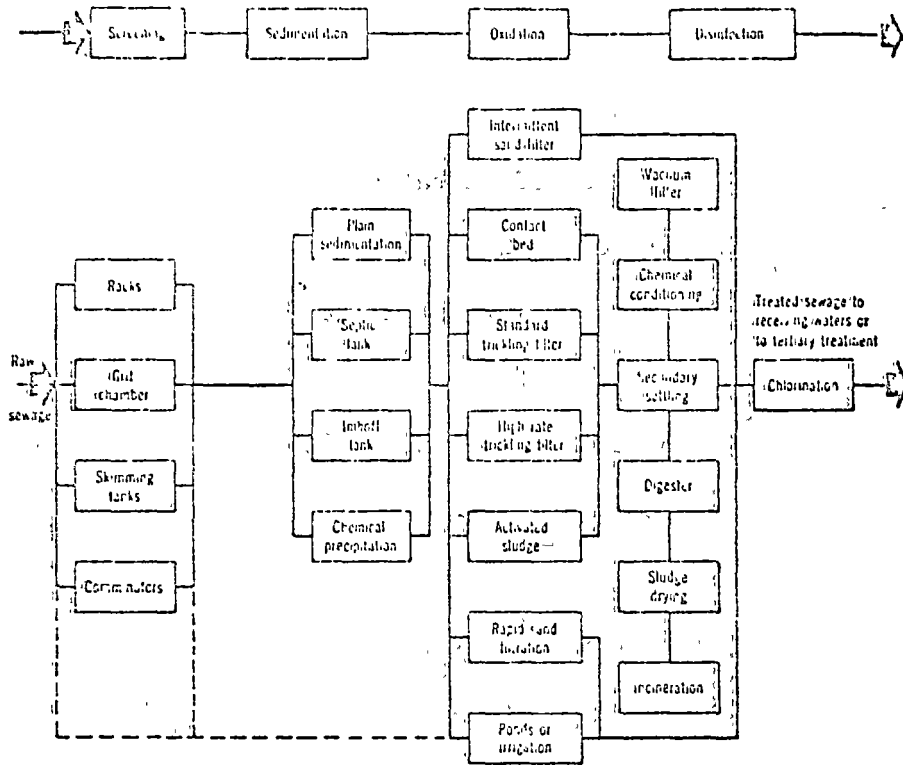 Screening
Sedimentation
Oxidation
Disinfection
Intermittent
sand filter
Vacuum
filter
Plain
sedimentation
Contact
bed
Racks
Chemical
conditioning
Treated sewage to
receiving waters or
to tertiary treatment
Septic
tank
Standard
trickling filter
Raw
sewage
Grit
chamber
Secondary
settling
Chlorination
Imhoff
tank
High-rate
trickling filter
Skimming
tanks
Digester
Chemical
precipitation
Activated
sludge
Comminutors
Sludge
drying
Rapid sand
filtration
Incineration
Ponds or
irrigation